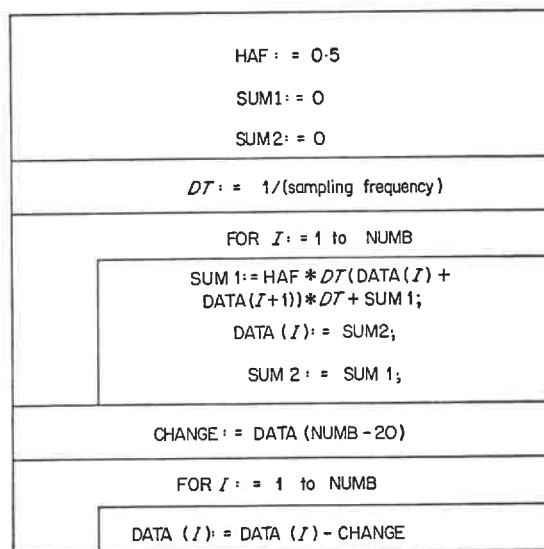 HAF: = 0·5
SUM1: = 0
SUM2: = 0
DT: = 1/(sampling frequency)
FOR I: = 1 to NUMB
SUM 1: = HAF * DT(DATA(I) +
DATA(I+1)) * DT + SUM 1;
DATA (I): = SUM2;
SUM 2: = SUM 1;
CHANGE: = DATA (NUMB - 20)
FOR I: = 1 to NUMB
DATA (I): = DATA (I) - CHANGE